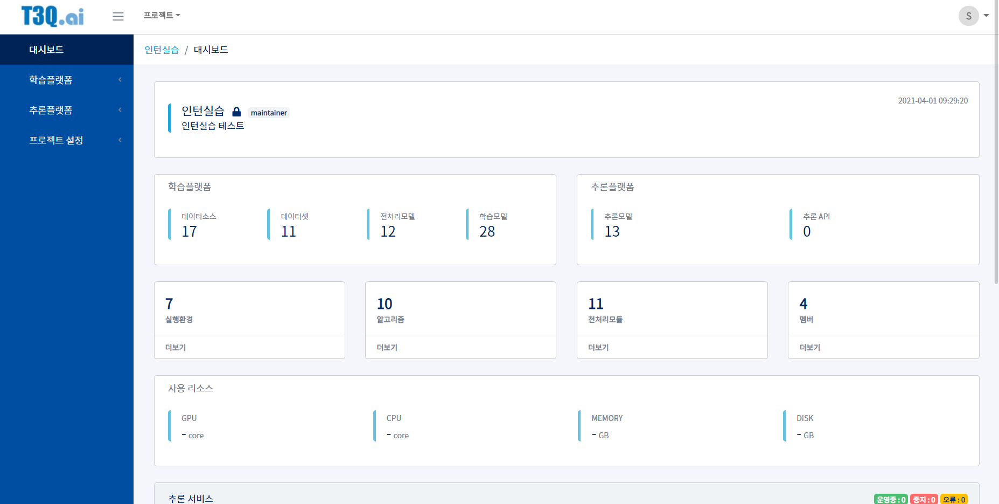 T3Q.ai
프로젝트
S
대시보드
학습플랫폼
추론플랫폼
프로젝트 설정
인턴실습 / 대시보드
2021-04-01 09:29:20
인턴실습 maintainer
인턴실습 테스트
학습플랫폼
데이터소스
17
데이터셋
11
전처리모델
12
학습모델
28
추론플랫폼
추론모델
13
추론 API
0
7
실행환경
더보기
10
알고리즘
더보기
11
전처리모듈
더보기
4
멤버
더보기
사용 리소스
GPU
- core
CPU
- core
MEMORY
- GB
DISK
- GB
추론 서비스
운영중 : 0 중지 : 0 오류 : 0